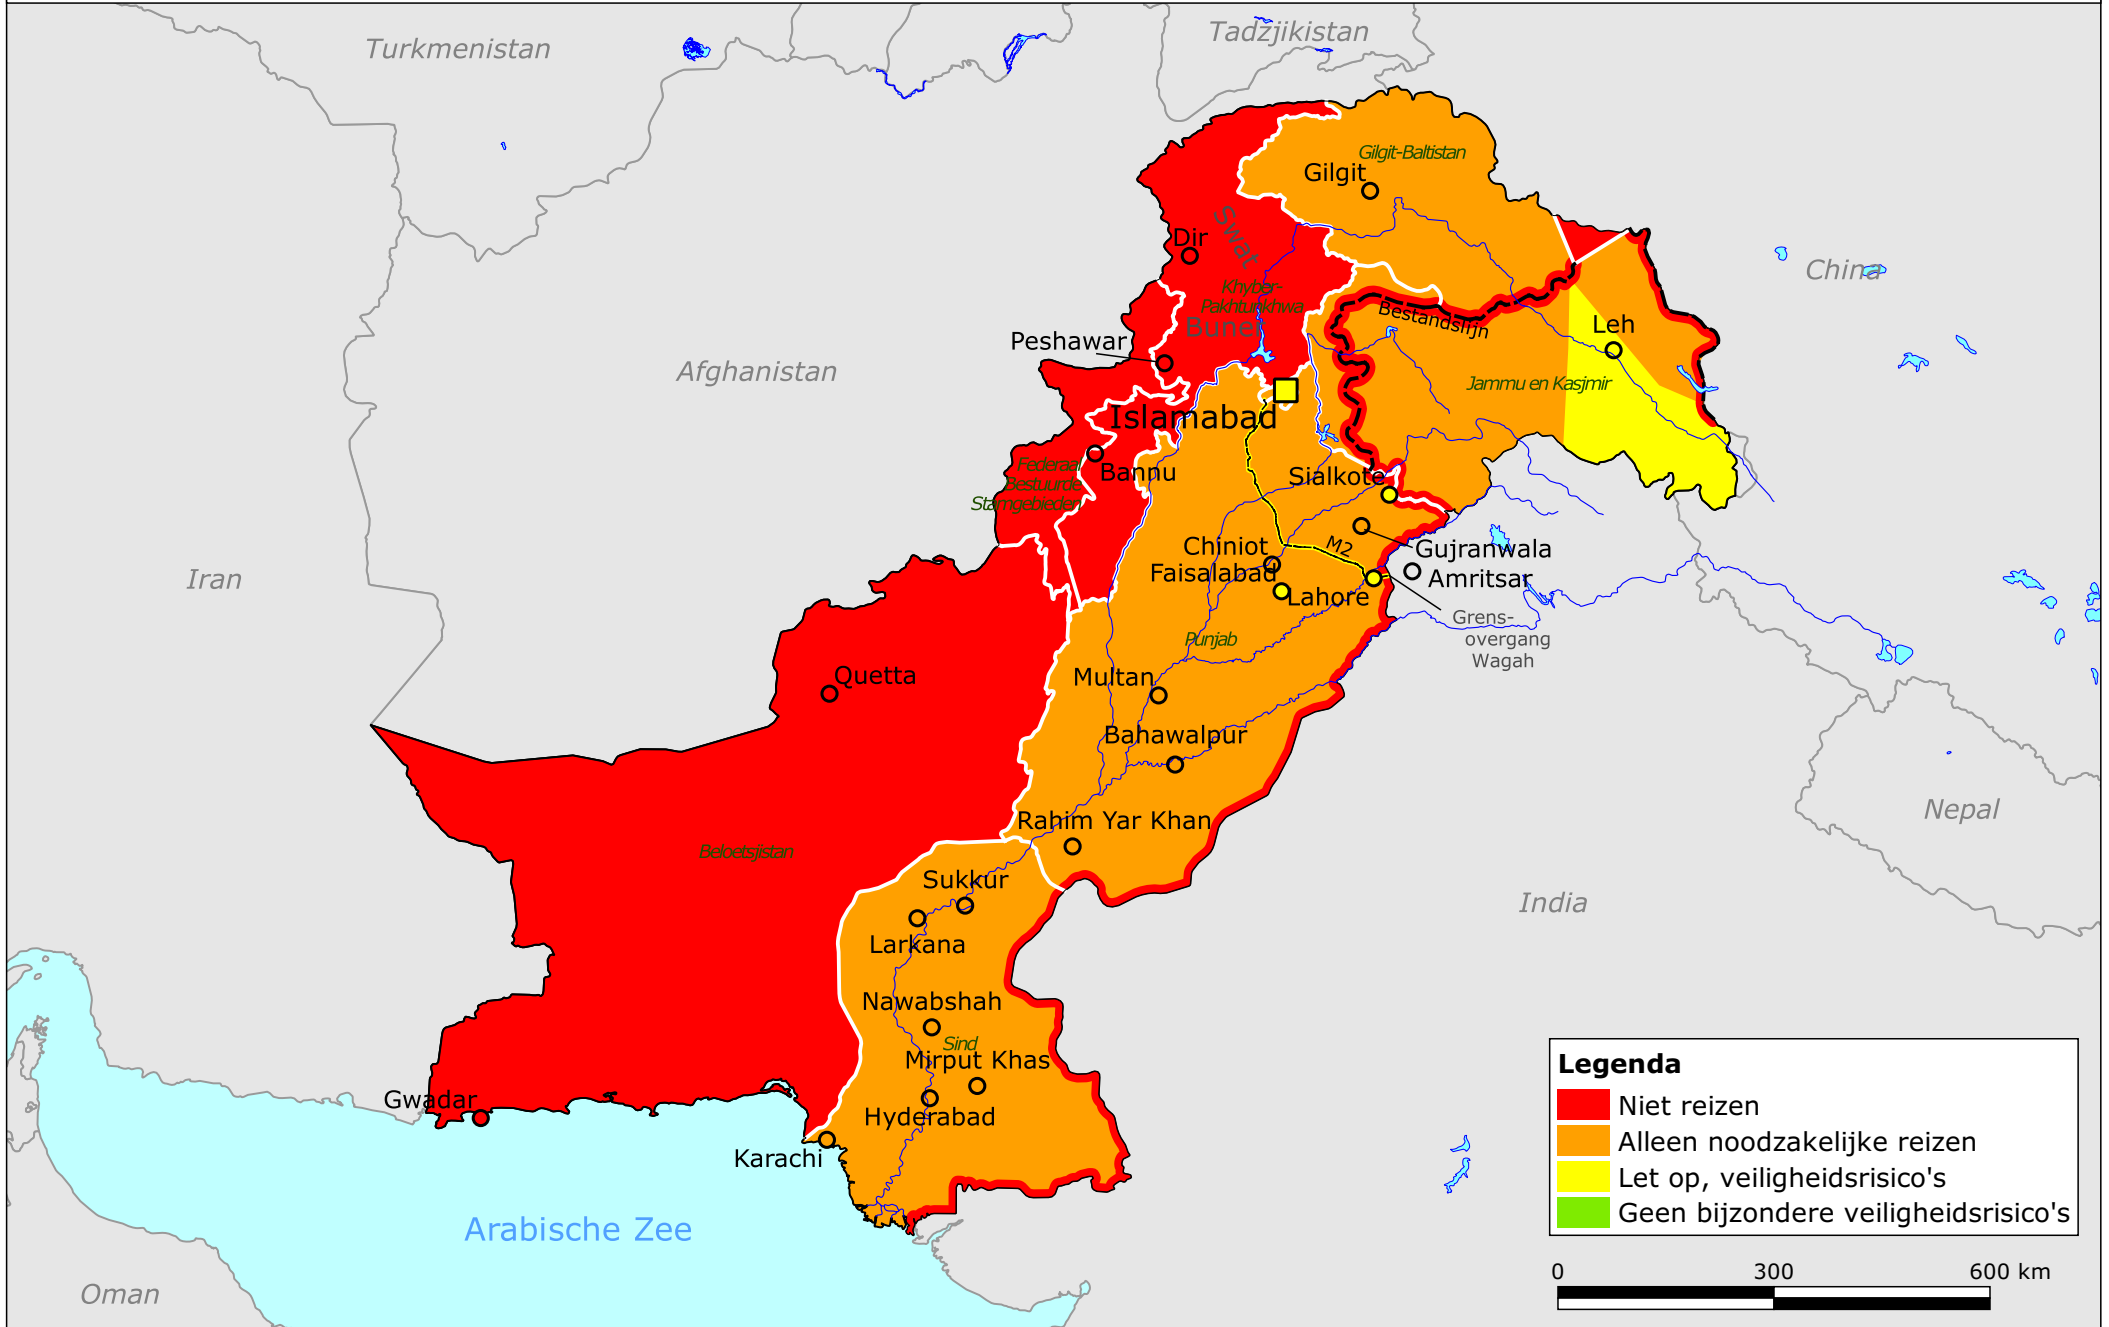 Turkmenistan
Tadzjikistan
Gilgit-Baltistan
Gilgit
Swat
Dir
China
Khyber-
Pakhtunkhwa
Bestandslijn
Leh
Buner
Peshawar
Afghanistan
Jammu en Kasjmir
Islamabad
Federaal
Bestuurde
Stamgebieden
Bannu
Sialkote
M2
Chiniot
Gujranwala
Faisalabad
Amritsar
Iran
Lahore
Grens-
overgang
Wagah
Punjab
Quetta
Multan
Bahawalpur
Nepal
Rahim Yar Khan
Beloetsjistan
Sukkur
India
Larkana
Nawabshah
Sind
Mirput Khas
Gwadar
Hyderabad
Karachi
Arabische Zee
Oman
Legenda
Niet reizen
Alleen noodzakelijke reizen
Let op, veiligheidsrisico's
Geen bijzondere veiligheidsrisico's
0 300 600 km